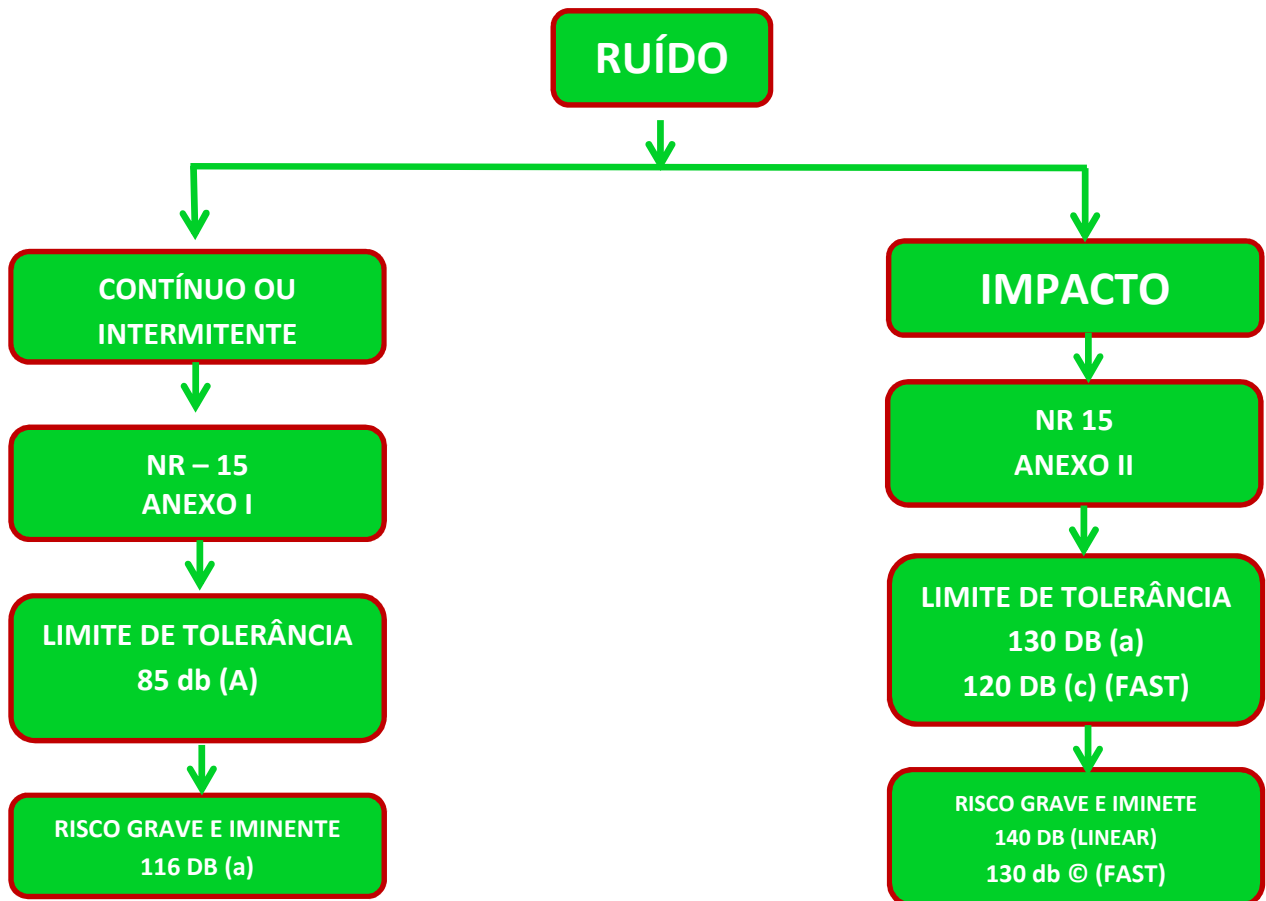 RUÍDO
CONTÍNUO OU
INTERMITENTE
NR – 15
ANEXO I
LIMITE DE TOLERÂNCIA
85 db (A)
RISCO GRAVE E IMINENTE
116 DB (a)
IMPACTO
NR 15
ANEXO II
LIMITE DE TOLERÂNCIA
130 DB (a)
120 DB (c) (FAST)
RISCO GRAVE E IMINETE
140 DB (LINEAR)
130 db © (FAST)